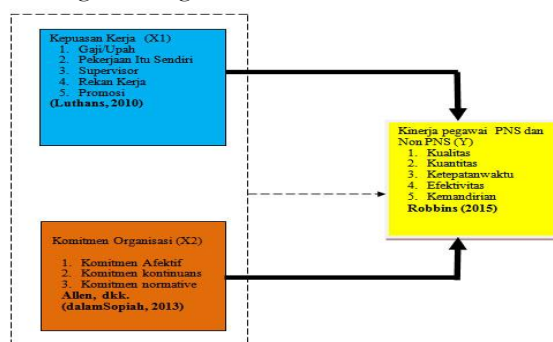 Kepuasan Kerja (X1)
1. Gaji/Upah
2. Pekerjaan Itu Sendiri
3. Supervisor
4. Rekan Kerja
5. Promosi
(Luthans, 2010)
Kinerja pegawai PNS dan
Non PNS (Y)
1. Kualitas
2. Kuantitas
3. Ketepatanwaktu
4. Efektivitas
5. Kemandirian
Robbins (2015)
Komitmen Organisasi (X2)
1. Komitmen Afektif
2. Komitmen kontinuans
3. Komitmen normative
Allen, dkk.
(dalamSopiah, 2013)